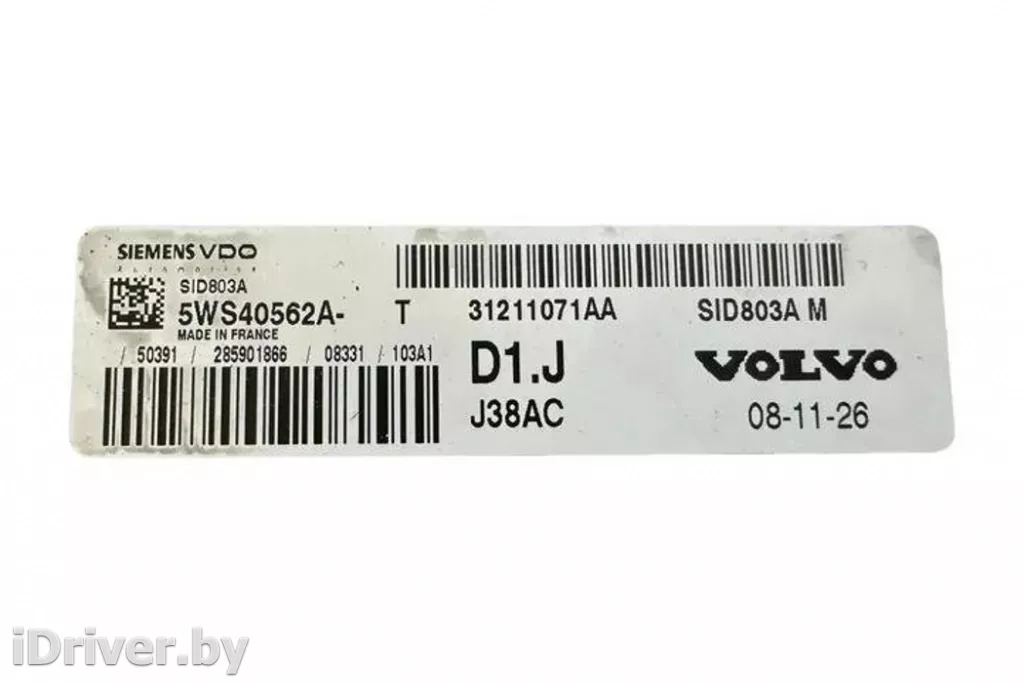 SIEMENS VDO
Automotive
SID803A
5WS40562A- T 31211071AA SID803A M
MADE IN FRANCE
/ 50391 / 285901866 / 08331 / 103A1
D1.J VOLVO
J38AC 08-11-26
iDriver.by